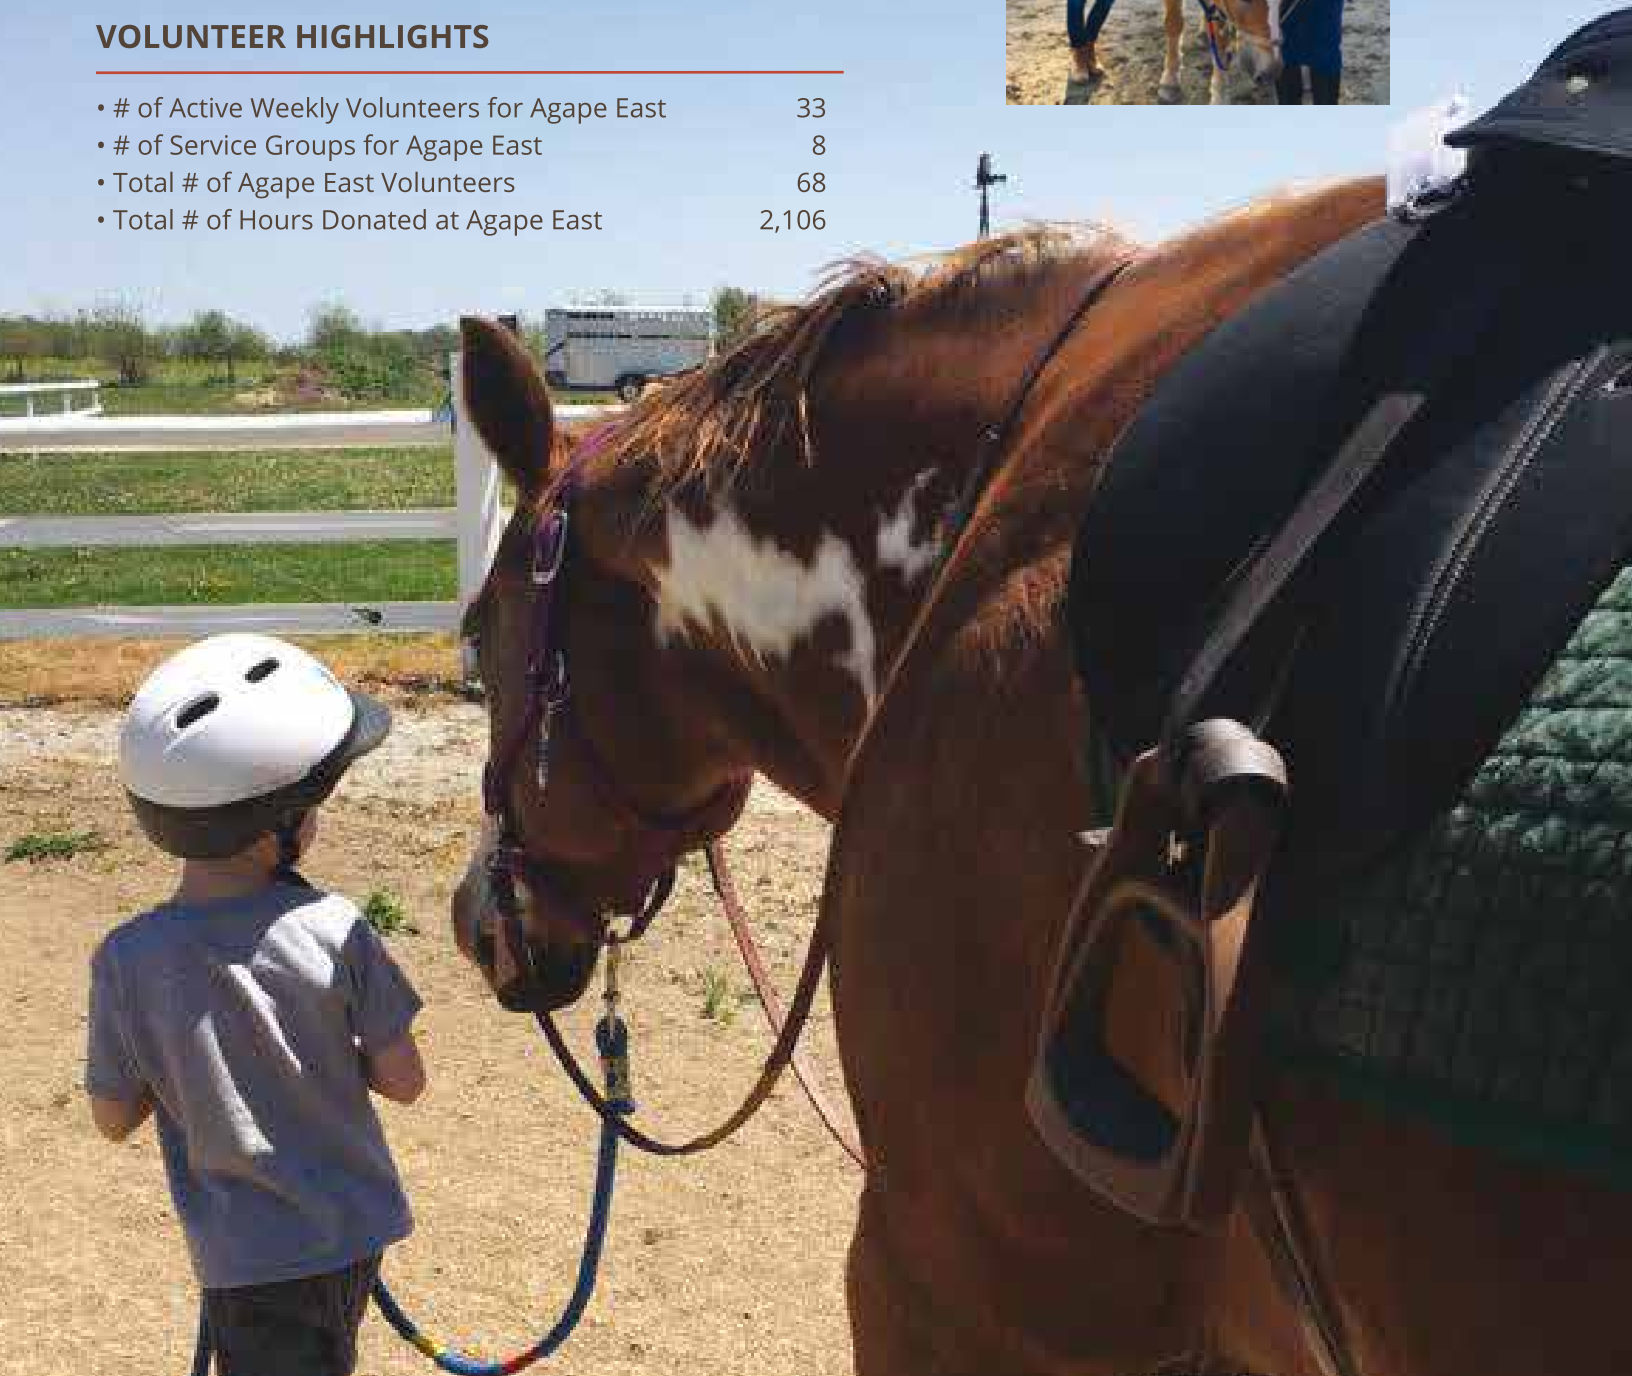 VOLUNTEER HIGHLIGHTS
• # of Active Weekly Volunteers for Agape East 33
• # of Service Groups for Agape East 8
• Total # of Agape East Volunteers 68
• Total # of Hours Donated at Agape East 2,106